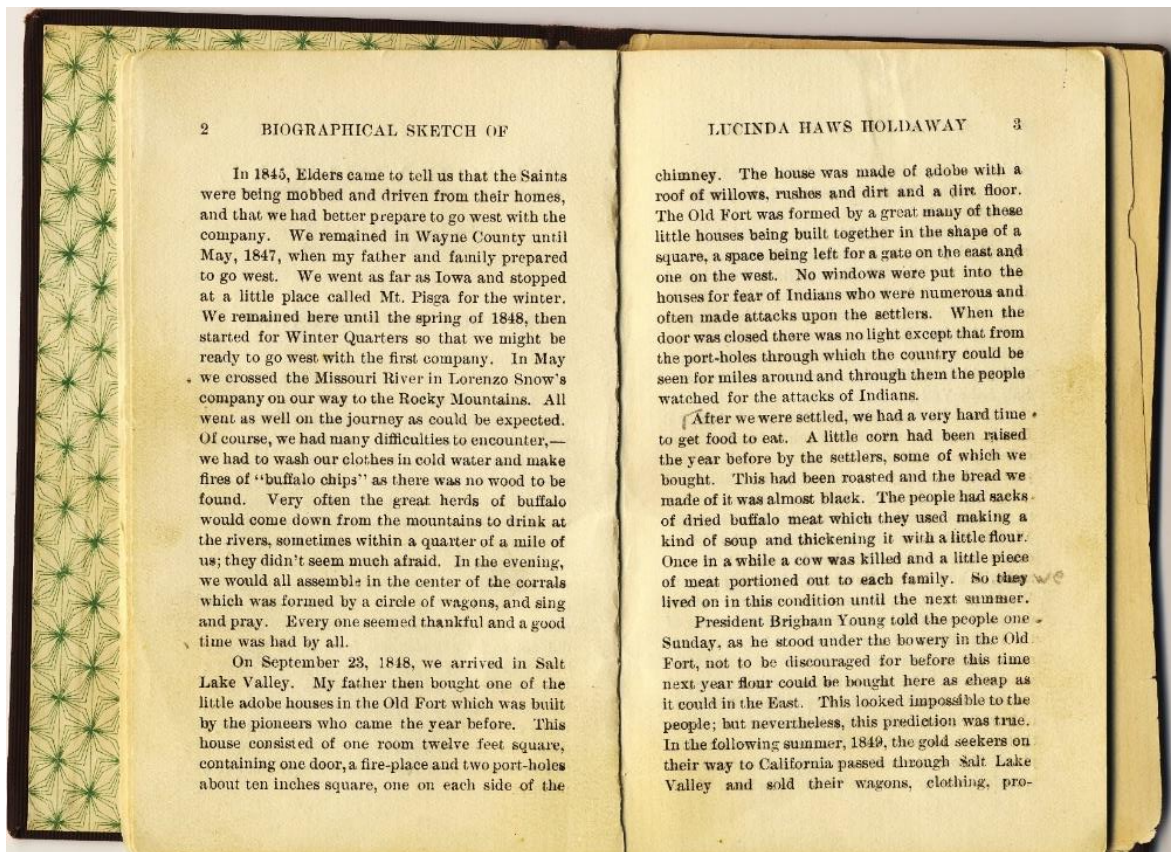 2 BIOGRAPHICAL SKETCH OF
In 1845, Elders came to tell us that the Saints
were being mobbed and driven from their homes,
and that we had better prepare to go west with the
company. We remained in Wayne County until
May, 1847, when my father and family prepared
to go west. We went as far as Iowa and stopped
at a little place called Mt. Pisga for the winter.
We remained here until the spring of 1848, then
started for Winter Quarters so that we might be
ready to go west with the first company. In May
we crossed the Missouri River in Lorenzo Snow's
company on our way to the Rocky Mountains. All
went as well on the journey as could be expected.
Of course, we had many difficulties to encounter,—
we had to wash our clothes in cold water and make
fires of "buffalo chips" as there was no wood to be
found. Very often the great herds of buffalo
would come down from the mountains to drink at
the rivers, sometimes within a quarter of a mile of
us; they didn't seem much afraid. In the evening,
we would all assemble in the center of the corrals
which was formed by a circle of wagons, and sing
and pray. Every one seemed thankful and a good
time was had by all.
On September 23, 1848, we arrived in Salt
Lake Valley. My father then bought one of the
little adobe houses in the Old Fort which was built
by the pioneers who came the year before. This
house consisted of one room twelve feet square,
containing one door, a fire-place and two port-holes
about ten inches square, one on each side of the
LUCINDA HAWS HOLDAWAY 3
chimney. The house was made of adobe with a
roof of willows, rushes and dirt and a dirt floor.
The Old Fort was formed by a great many of these
little houses being built together in the shape of a
square, a space being left for a gate on the east and
one on the west. No windows were put into the
houses for fear of Indians who were numerous and
often made attacks upon the settlers. When the
door was closed there was no light except that from
the port-holes through which the country could be
seen for miles around and through them the people
watched for the attacks of Indians.
After we were settled, we had a very hard time
to get food to eat. A little corn had been raised
the year before by the settlers, some of which we
bought. This had been roasted and the bread we
made of it was almost black. The people had sacks
of dried buffalo meat which they used making a
kind of soup and thickening it with a little flour.
Once in a while a cow was killed and a little piece
of meat portioned out to each family. So they we
lived on in this condition until the next summer.
President Brigham Young told the people one
Sunday, as he stood under the bowery in the Old
Fort, not to be discouraged for before this time
next year flour could be bought here as cheap as
it could in the East. This looked impossible to the
people; but nevertheless, this prediction was true.
In the following summer, 1849, the gold seekers on
their way to California passed through Salt Lake
Valley and sold their wagons, clothing, pro-